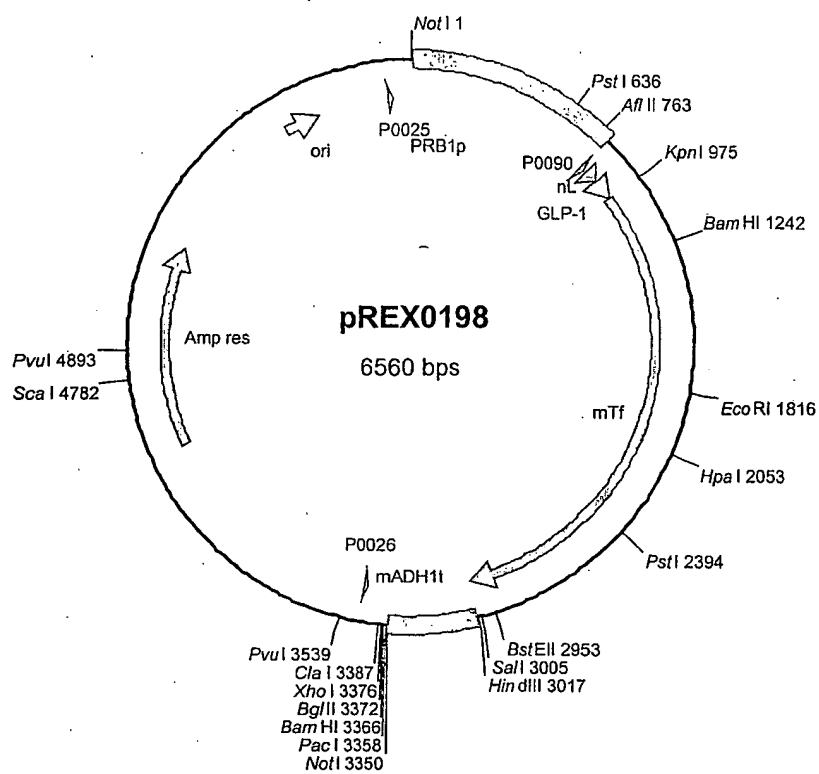 NotI 1
PstI 636
AflII 763
P0025
PRB1p
ori
KpnI 975
P0090
nL
GLP-1
BamHI 1242
pREX0198
6560 bps
Amp res
PvuI 4893
ScaI 4782
mTf
EcoRI 1816
HpaI 2053
PstI 2394
P0026
mADH1t
BstEII 2953
SalI 3005
HindIII 3017
PvuI 3539
ClaI 3387
XhoI 3376
BglII 3372
BamHI 3366
PacI 3358
NotI 3350